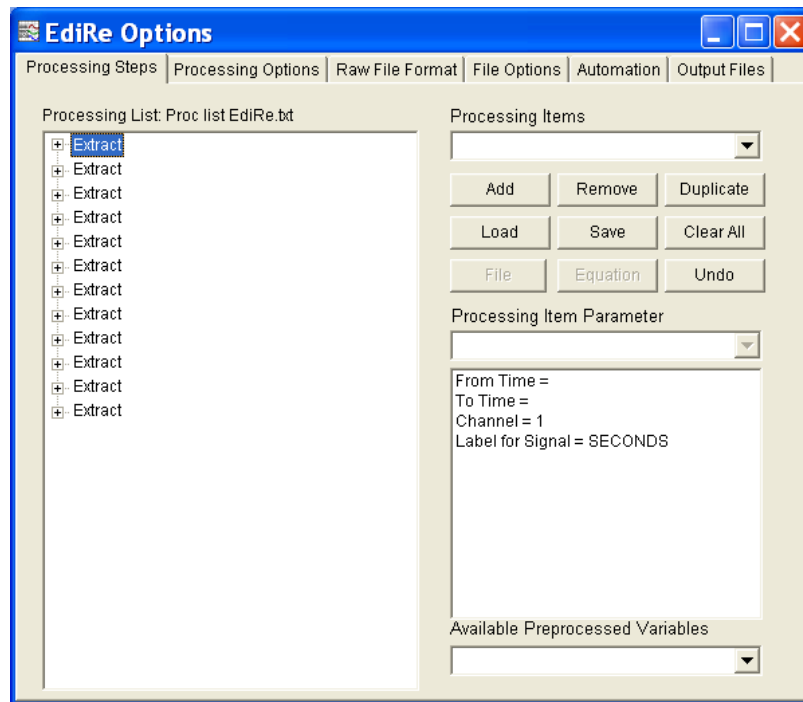 EdiRe Options
Processing Steps Processing Options Raw File Format File Options Automation Output Files
Processing List: Proc list EdiRe.txt
Extract
Extract
Extract
Extract
Extract
Extract
Extract
Extract
Extract
Extract
Extract
Extract
Processing Items
Add Remove Duplicate
Load Save Clear All
File Equation Undo
Processing Item Parameter
From Time =
To Time =
Channel = 1
Label for Signal = SECONDS
Available Preprocessed Variables